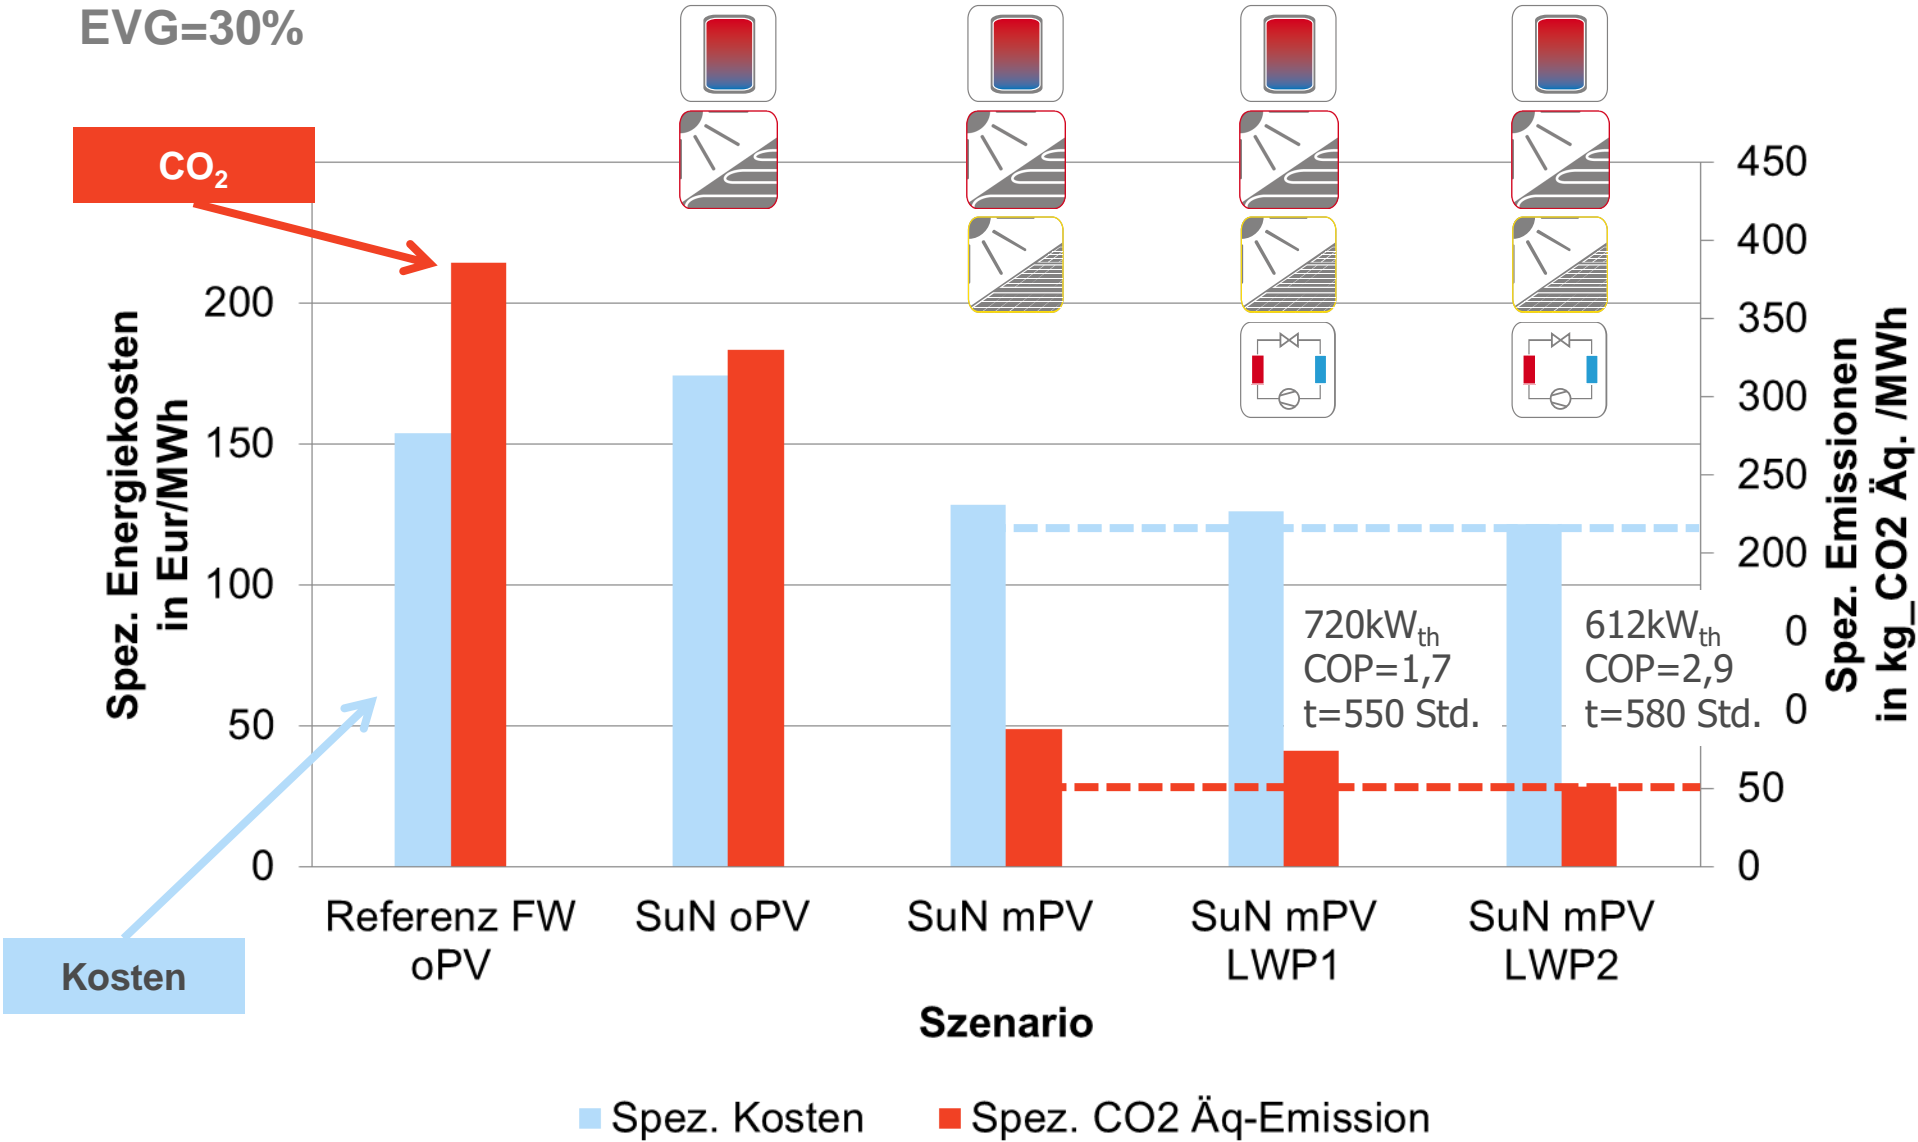 EVG=30%
CO2
450
400
350
300
250
200
0
0
50
0
200
150
100
50
0
Spez. Energiekosten
in Eur/MWh
Spez. Emissionen
in kg_CO2 Äq. /MWh
720kWth
COP=1,7
t=550 Std.
612kWth
COP=2,9
t=580 Std.
Kosten
Referenz FW
oPV
SuN oPV
SuN mPV
SuN mPV
LWP1
SuN mPV
LWP2
Szenario
Spez. Kosten
Spez. CO2 Äq-Emission